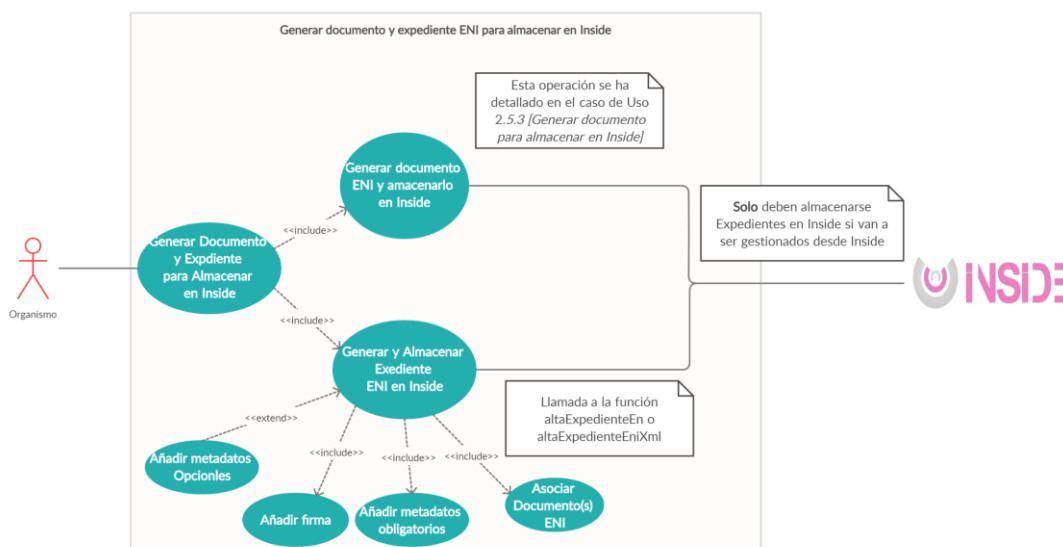 Generar documento y expediente ENI para almacenar en Inside
Esta operación se ha
detallado en el caso de Uso
2.5.3 [Generar documento
para almacenar en Inside]
Generar documento
ENI y amacenarlo
en Inside
Solo deben almacenarse
Expedientes en Inside si van a
ser gestionados desde Inside
<<include>>
Generar Documento
y Expdiente
para Almacenar
en Inside
Organismo
INSIDE
<<include>>
Generar y Almacenar
Exediente
ENI en Inside
Llamada a la función
altaExpedienteEn o
altaExpedienteEniXml
<<extend>>
<<include>>
<<include>>
<<include>>
Añadir metadatos
Opcionles
Añadir firma
Añadir metadatos
obligatorios
Asociar
Documento(s)
ENI